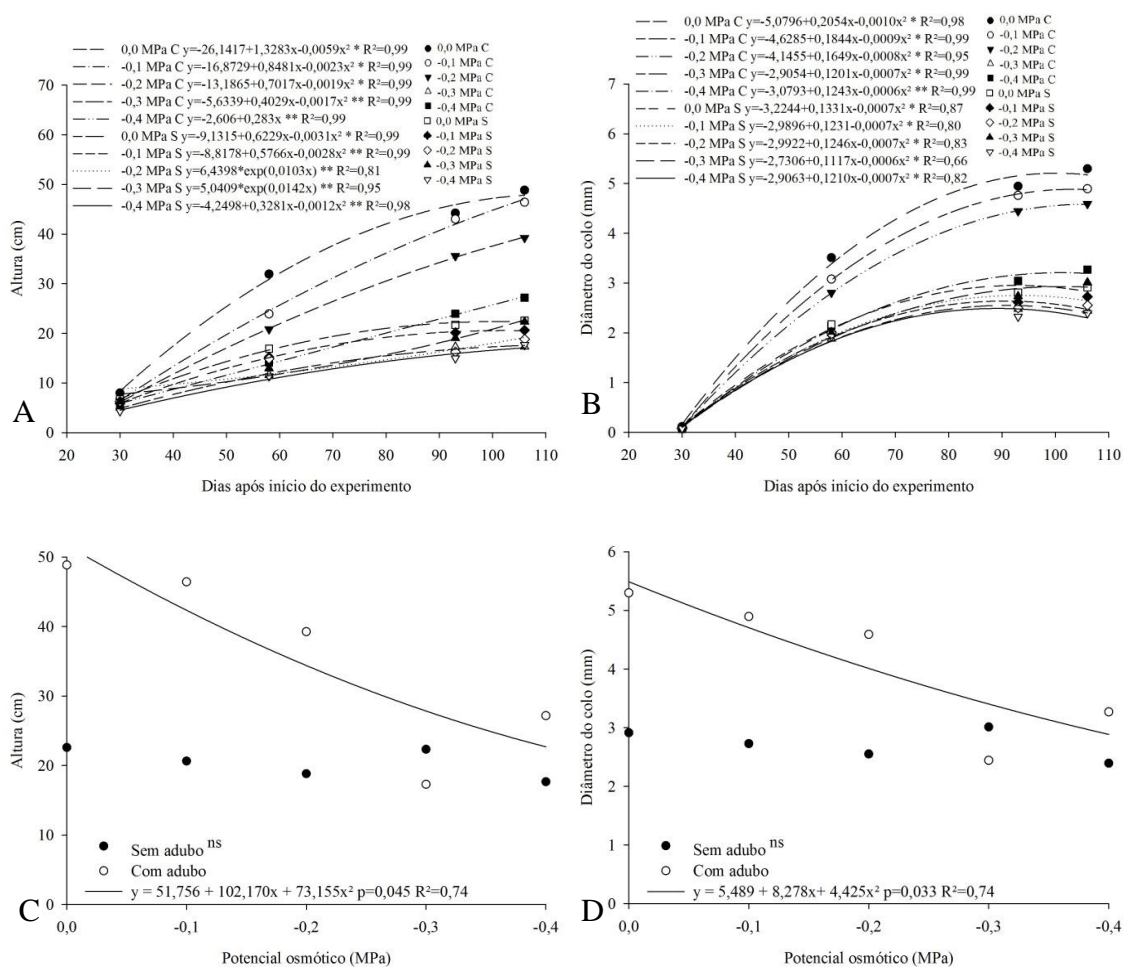 0,0 MPa C y=-26,1417+1,3283x-0,0059x² * R²=0,99
-0,1 MPa C y=-16,8729+0,8481x-0,0023x² * R²=0,99
-0,2 MPa C y=-13,1865+0,7017x-0,0019x² * R²=0,99
-0,3 MPa C y=-5,6339+0,4029x-0,0017x² ** R²=0,99
-0,4 MPa C y=-2,606+0,283x ** R²=0,99
0,0 MPa S y=-9,1315+0,6229x-0,0031x² * R²=0,99
-0,1 MPa S y=-8,8178+0,5766x-0,0028x² ** R²=0,99
-0,2 MPa S y=6,4398*exp(0,0103x) ** R²=0,81
-0,3 MPa S y=5,0409*exp(0,0142x) ** R²=0,95
-0,4 MPa S y=-4,2498+0,3281x-0,0012x² ** R²=0,98
0,0 MPa C
-0,1 MPa C
-0,2 MPa C
-0,3 MPa C
-0,4 MPa C
0,0 MPa S
-0,1 MPa S
-0,2 MPa S
-0,3 MPa S
-0,4 MPa S
Altura (cm)
70
60
50
40
30
20
10
0
A
20 30 40 50 60 70 80 90 100 110
Dias após início do experimento
0,0 MPa C y=-5,0796+0,2054x-0,0010x² * R²=0,98
-0,1 MPa C y=-4,6285+0,1844x-0,0009x² * R²=0,99
-0,2 MPa C y=-4,1455+0,1649x-0,0008x² * R²=0,95
-0,3 MPa C y=-2,9054+0,1201x-0,0007x² * R²=0,99
-0,4 MPa C y=-3,0793+0,1243x-0,0006x² ** R²=0,99
0,0 MPa S y=-3,2244+0,1331x-0,0007x² * R²=0,87
-0,1 MPa S y=-2,9896+0,1231-0,0007x² * R²=0,80
-0,2 MPa S y=-2,9922+0,1246x-0,0007x² * R²=0,83
-0,3 MPa S y=-2,7306+0,1117x-0,0006x² * R²=0,66
-0,4 MPa S y=-2,9063+0,1210x-0,0007x² * R²=0,82
0,0 MPa C
-0,1 MPa C
-0,2 MPa C
-0,3 MPa C
-0,4 MPa C
0,0 MPa S
-0,1 MPa S
-0,2 MPa S
-0,3 MPa S
-0,4 MPa S
Diâmetro do colo (mm)
7
6
5
4
3
2
1
0
B
20 30 40 50 60 70 80 90 100 110
Dias após início do experimento
Altura (cm)
50
40
30
20
10
0
Sem adubo ns
Com adubo
y = 51,756 + 102,170x + 73,155x² p=0,045 R²=0,74
C
0,0 -0,1 -0,2 -0,3 -0,4
Potencial osmótico (MPa)
Diâmetro do colo (mm)
6
5
4
3
2
1
0
Sem adubo ns
Com adubo
y = 5,489 + 8,278x+ 4,425x² p=0,033 R²=0,74
D
0,0 -0,1 -0,2 -0,3 -0,4
Potencial osmótico (MPa)